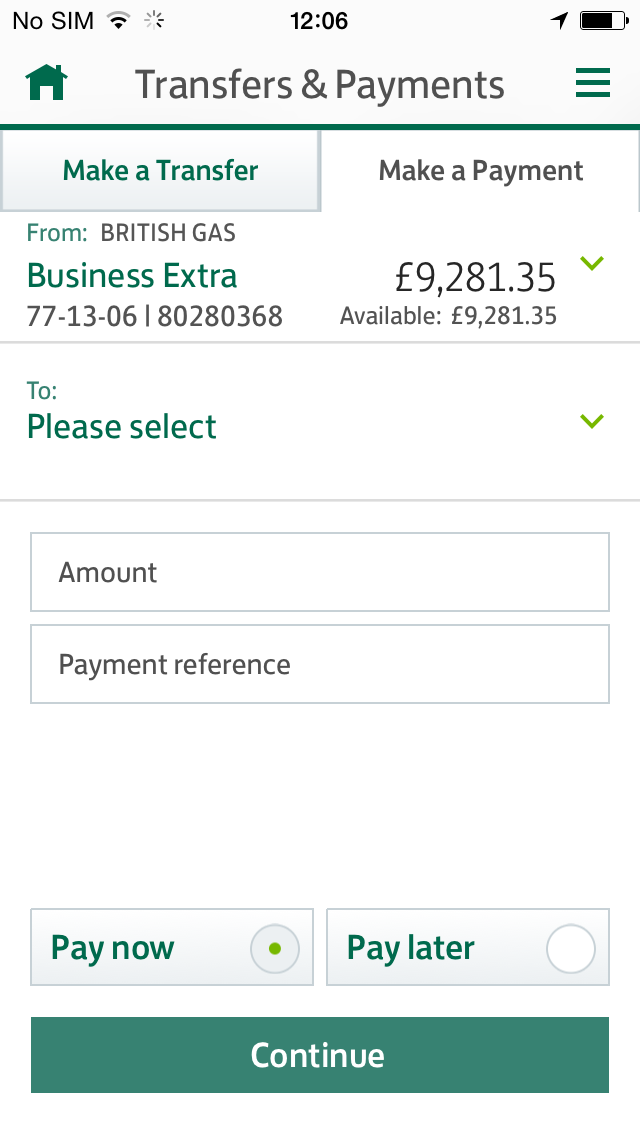 No SIM 12:06
Transfers & Payments
Make a Transfer Make a Payment
From: BRITISH GAS
Business Extra £9,281.35
77-13-06 | 80280368 Available: £9,281.35
To:
Please select
Amount
Payment reference
Pay now Pay later
Continue